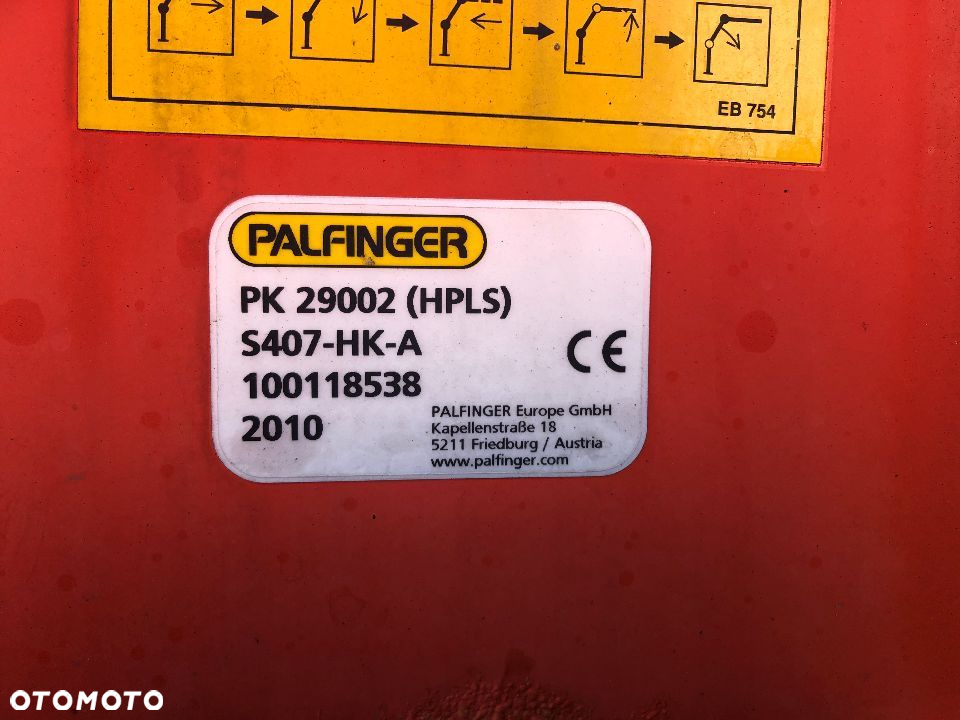 EB 754
PALFINGER
PK 29002 (HPLS)
S407-HK-A
100118538
2010
CE
PALFINGER Europe GmbH
Kapellenstraße 18
5211 Friedburg / Austria
www.palfinger.com
OTOMOTO